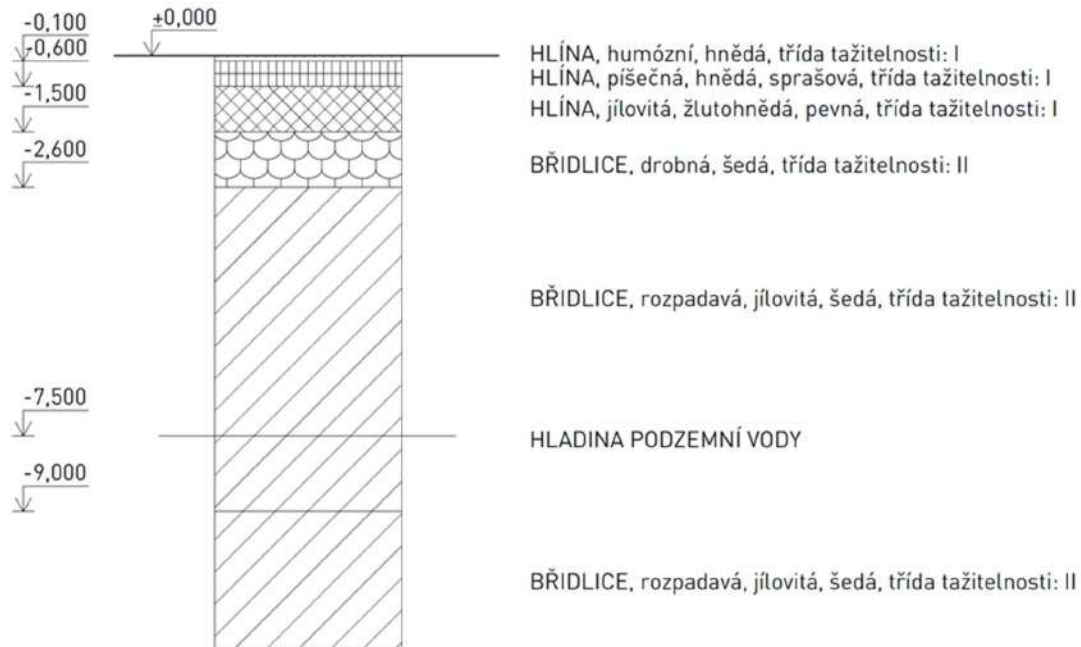 ±0,000
-0,100
-0,600
-1,500
-2,600
-7,500
-9,000
HLÍNA, humózní, hnědá, třída tažitelnosti: I
HLÍNA, píšečná, hnědá, sprašová, třída tažitelnosti: I
HLÍNA, jílovitá, žlutohnědá, pevná, třída tažitelnosti: I
BŘIDLICE, drobná, šedá, třída tažitelnosti: II
BŘIDLICE, rozpadavá, jílovitá, šedá, třída tažitelnosti: II
HLADINA PODZEMNÍ VODY
BŘIDLICE, rozpadavá, jílovitá, šedá, třída tažitelnosti: II